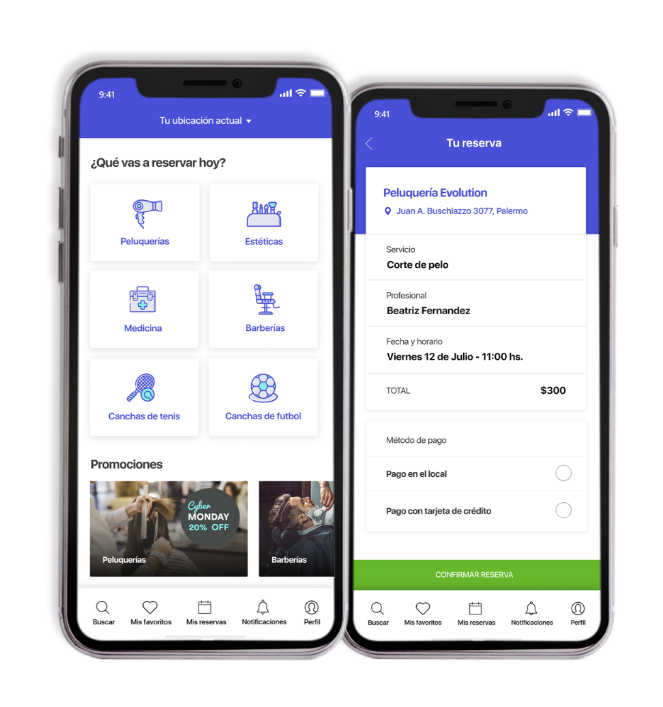 9:41
Tu ubicación actual
¿Qué vas a reservar hoy?
Peluquerías
Estéticas
Medicina
Barberías
Canchas de tenis
Canchas de futbol
Promociones
Cyber
MONDAY
20% OFF
Peluquerías
Barberías
Buscar
Mis favoritos
Mis reservas
Notificaciones
Perfil
9:41
Tu reserva
Peluquería Evolution
Juan A. Buschiazzo 3077, Palermo
Servicio
Corte de pelo
Profesional
Beatriz Fernandez
Fecha y horario
Viernes 12 de Julio - 11:00 hs.
TOTAL $300
Método de pago
Pago en el local
Pago con tarjeta de crédito
CONFIRMAR RESERVA
Buscar
Mis favoritos
Mis reservas
Notificaciones
Perfil